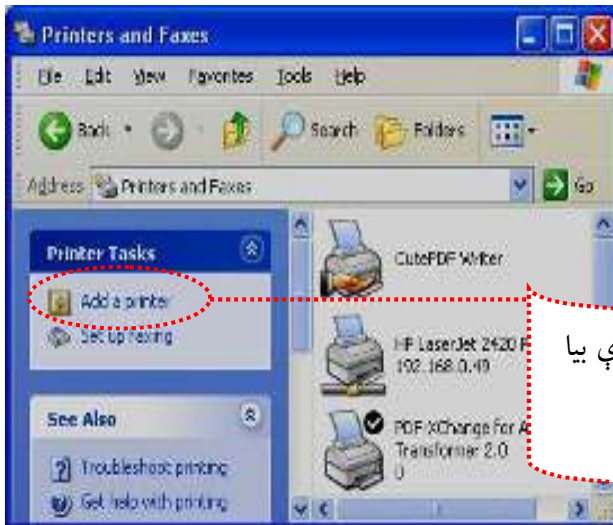 Printers and Faxes
File Edit View Favorites Tools Help
Back Search Folders
Address Printers and Faxes Go
Printer Tasks
Add a printer
Set up faxing
See Also
Troubleshoot printing
Get help with printing
CutePDF Writer
HP LaserJet 2420 P
192.168.0.49
PDF-XChange for A
Transformer 2.0
0
ې بيا